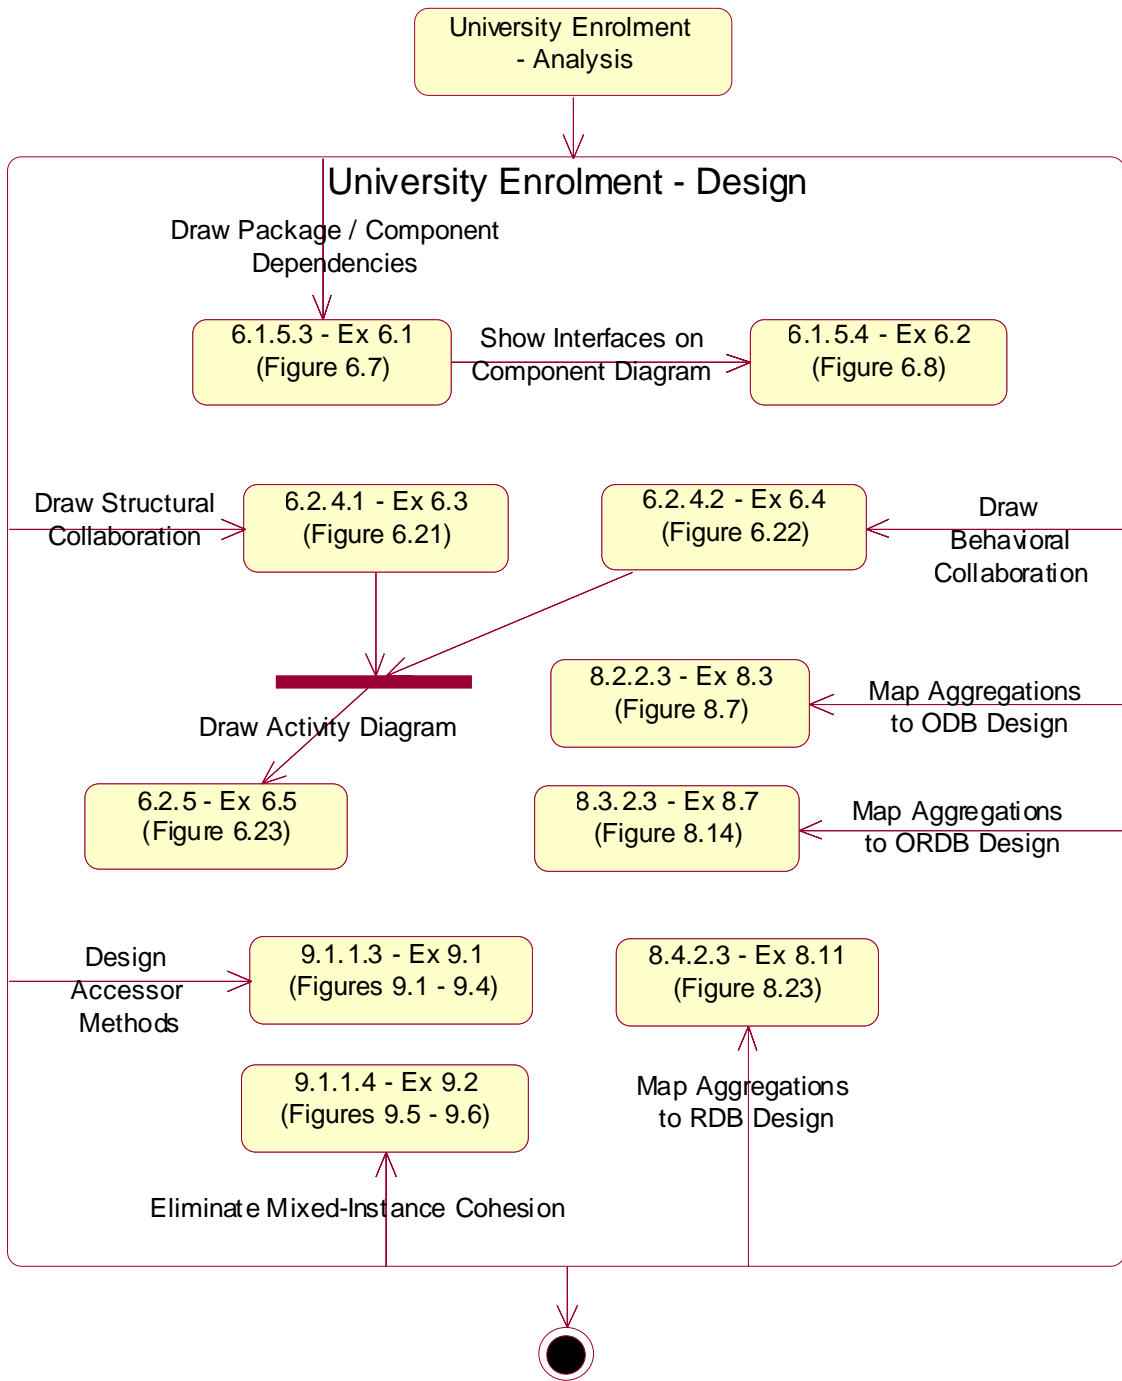 University Enrolment
- Analysis
University Enrolment - Design
Draw Package / Component
Dependencies
6.1.5.3 - Ex 6.1
(Figure 6.7)
Show Interfaces on
Component Diagram
6.1.5.4 - Ex 6.2
(Figure 6.8)
Draw Structural
Collaboration
6.2.4.1 - Ex 6.3
(Figure 6.21)
6.2.4.2 - Ex 6.4
(Figure 6.22)
Draw
Behavioral
Collaboration
8.2.2.3 - Ex 8.3
(Figure 8.7)
Map Aggregations
to ODB Design
Draw Activity Diagram
6.2.5 - Ex 6.5
(Figure 6.23)
8.3.2.3 - Ex 8.7
(Figure 8.14)
Map Aggregations
to ORDB Design
Design
Accessor
Methods
9.1.1.3 - Ex 9.1
(Figures 9.1 - 9.4)
8.4.2.3 - Ex 8.11
(Figure 8.23)
9.1.1.4 - Ex 9.2
(Figures 9.5 - 9.6)
Map Aggregations
to RDB Design
Eliminate Mixed-Instance Cohesion